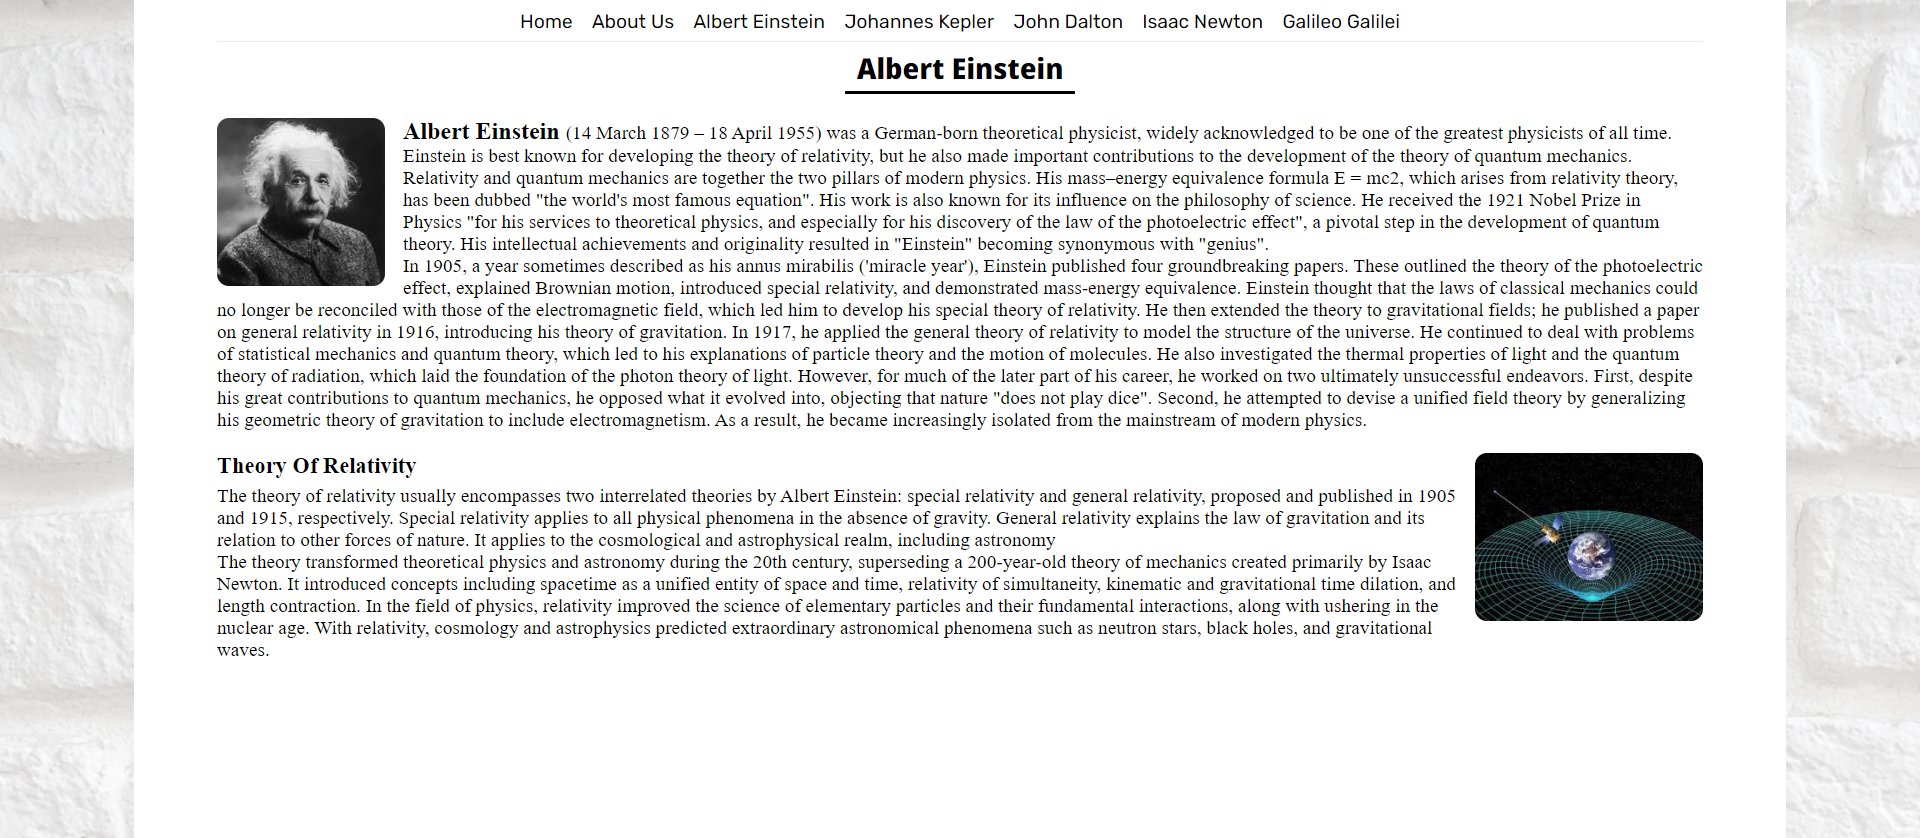 Home About Us Albert Einstein Johannes Kepler John Dalton Isaac Newton Galileo Galilei
Albert Einstein
Albert Einstein (14 March 1879 – 18 April 1955) was a German-born theoretical physicist, widely acknowledged to be one of the greatest physicists of all time.
Einstein is best known for developing the theory of relativity, but he also made important contributions to the development of the theory of quantum mechanics.
Relativity and quantum mechanics are together the two pillars of modern physics. His mass–energy equivalence formula E = mc2, which arises from relativity theory,
has been dubbed "the world's most famous equation". His work is also known for its influence on the philosophy of science. He received the 1921 Nobel Prize in
Physics "for his services to theoretical physics, and especially for his discovery of the law of the photoelectric effect", a pivotal step in the development of quantum
theory. His intellectual achievements and originality resulted in "Einstein" becoming synonymous with "genius".
In 1905, a year sometimes described as his annus mirabilis ('miracle year'), Einstein published four groundbreaking papers. These outlined the theory of the photoelectric
effect, explained Brownian motion, introduced special relativity, and demonstrated mass-energy equivalence. Einstein thought that the laws of classical mechanics could
no longer be reconciled with those of the electromagnetic field, which led him to develop his special theory of relativity. He then extended the theory to gravitational fields; he published a paper
on general relativity in 1916, introducing his theory of gravitation. In 1917, he applied the general theory of relativity to model the structure of the universe. He continued to deal with problems
of statistical mechanics and quantum theory, which led to his explanations of particle theory and the motion of molecules. He also investigated the thermal properties of light and the quantum
theory of radiation, which laid the foundation of the photon theory of light. However, for much of the later part of his career, he worked on two ultimately unsuccessful endeavors. First, despite
his great contributions to quantum mechanics, he opposed what it evolved into, objecting that nature "does not play dice". Second, he attempted to devise a unified field theory by generalizing
his geometric theory of gravitation to include electromagnetism. As a result, he became increasingly isolated from the mainstream of modern physics.
Theory Of Relativity
The theory of relativity usually encompasses two interrelated theories by Albert Einstein: special relativity and general relativity, proposed and published in 1905
and 1915, respectively. Special relativity applies to all physical phenomena in the absence of gravity. General relativity explains the law of gravitation and its
relation to other forces of nature. It applies to the cosmological and astrophysical realm, including astronomy
The theory transformed theoretical physics and astronomy during the 20th century, superseding a 200-year-old theory of mechanics created primarily by Isaac
Newton. It introduced concepts including spacetime as a unified entity of space and time, relativity of simultaneity, kinematic and gravitational time dilation, and
length contraction. In the field of physics, relativity improved the science of elementary particles and their fundamental interactions, along with ushering in the
nuclear age. With relativity, cosmology and astrophysics predicted extraordinary astronomical phenomena such as neutron stars, black holes, and gravitational
waves.